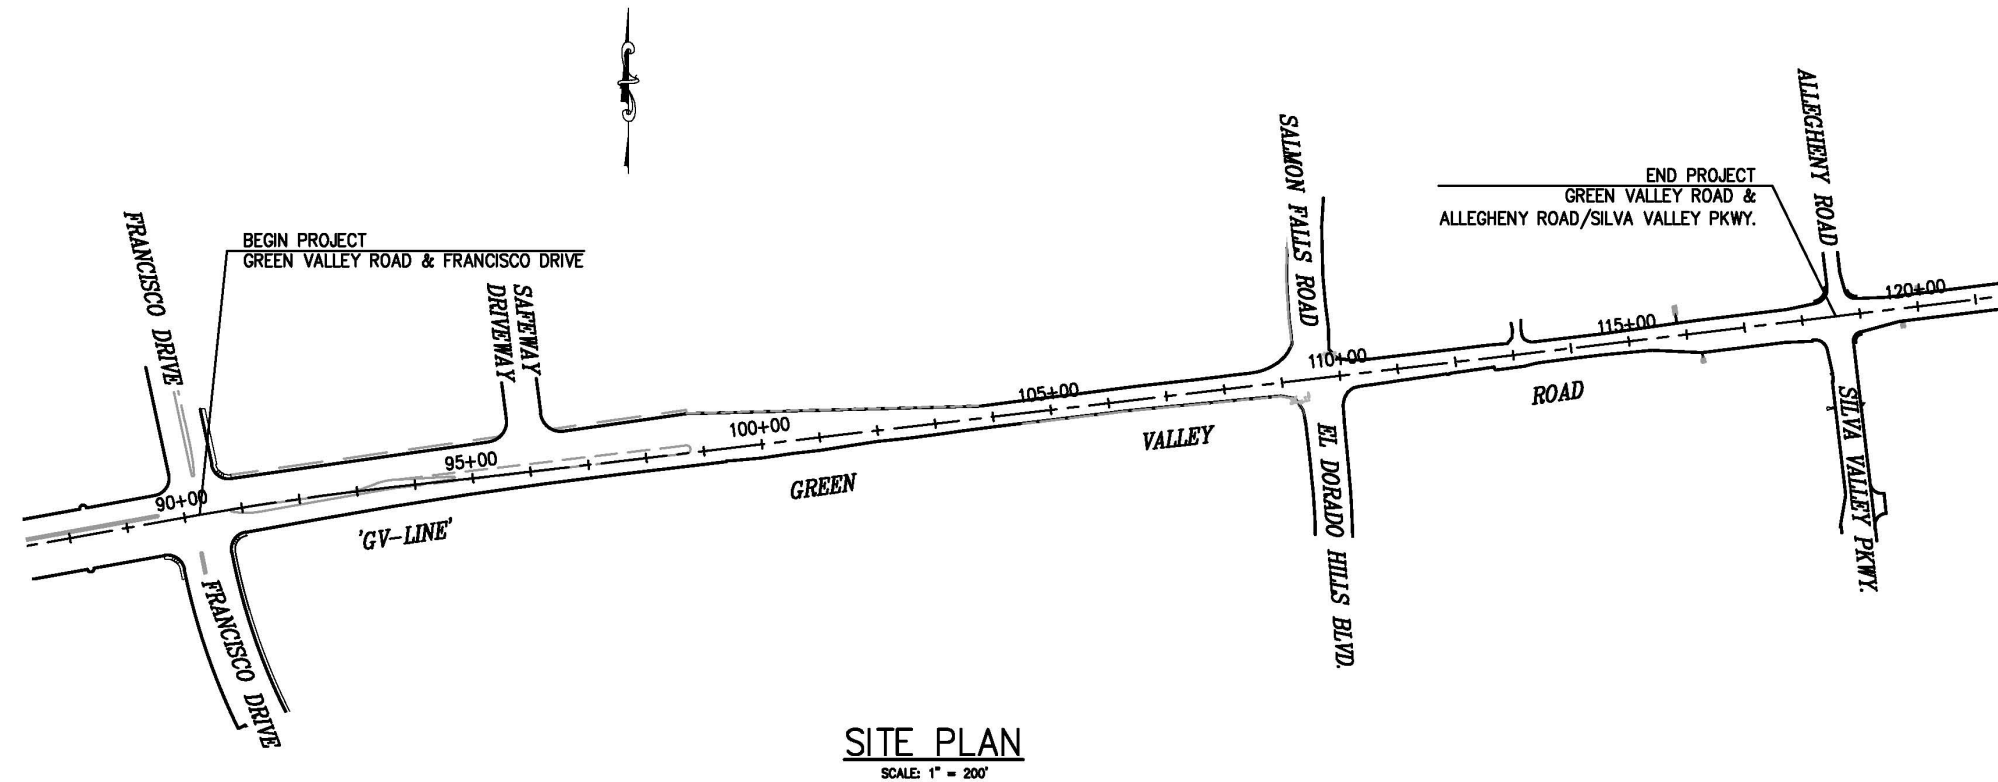 ALLEGHENY ROAD
SALMON FALLS ROAD
END PROJECT
GREEN VALLEY ROAD &
ALLEGHENY ROAD/SILVA VALLEY PKWY.
FRANCISCO DRIVE
BEGIN PROJECT
GREEN VALLEY ROAD & FRANCISCO DRIVE
SAFEWAY
DRIVEWAY
120+00
115+00
110+00
105+00
100+00
95+00
90+00
'GV-LINE'
GREEN
VALLEY
ROAD
EL DORADO HILLS BLVD.
SILVA VALLEY PKWY.
FRANCISCO DRIVE
SITE PLAN
SCALE: 1" = 200'